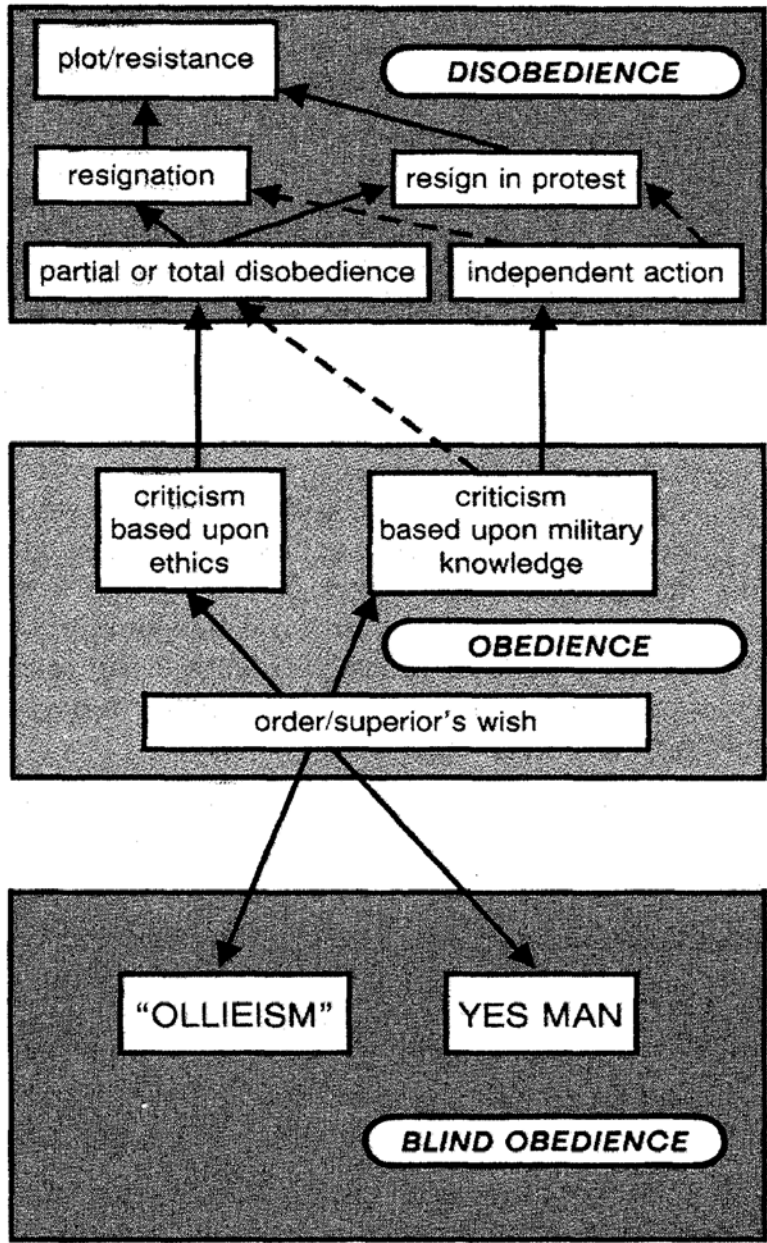 plot/resistance
DISOBEDIENCE
resignation
resign in protest
partial or total disobedience
independent action
criticism
based upon
ethics
criticism
based upon military
knowledge
OBEDIENCE
order/superior's wish
"OLLIEISM"
YES MAN
BLIND OBEDIENCE